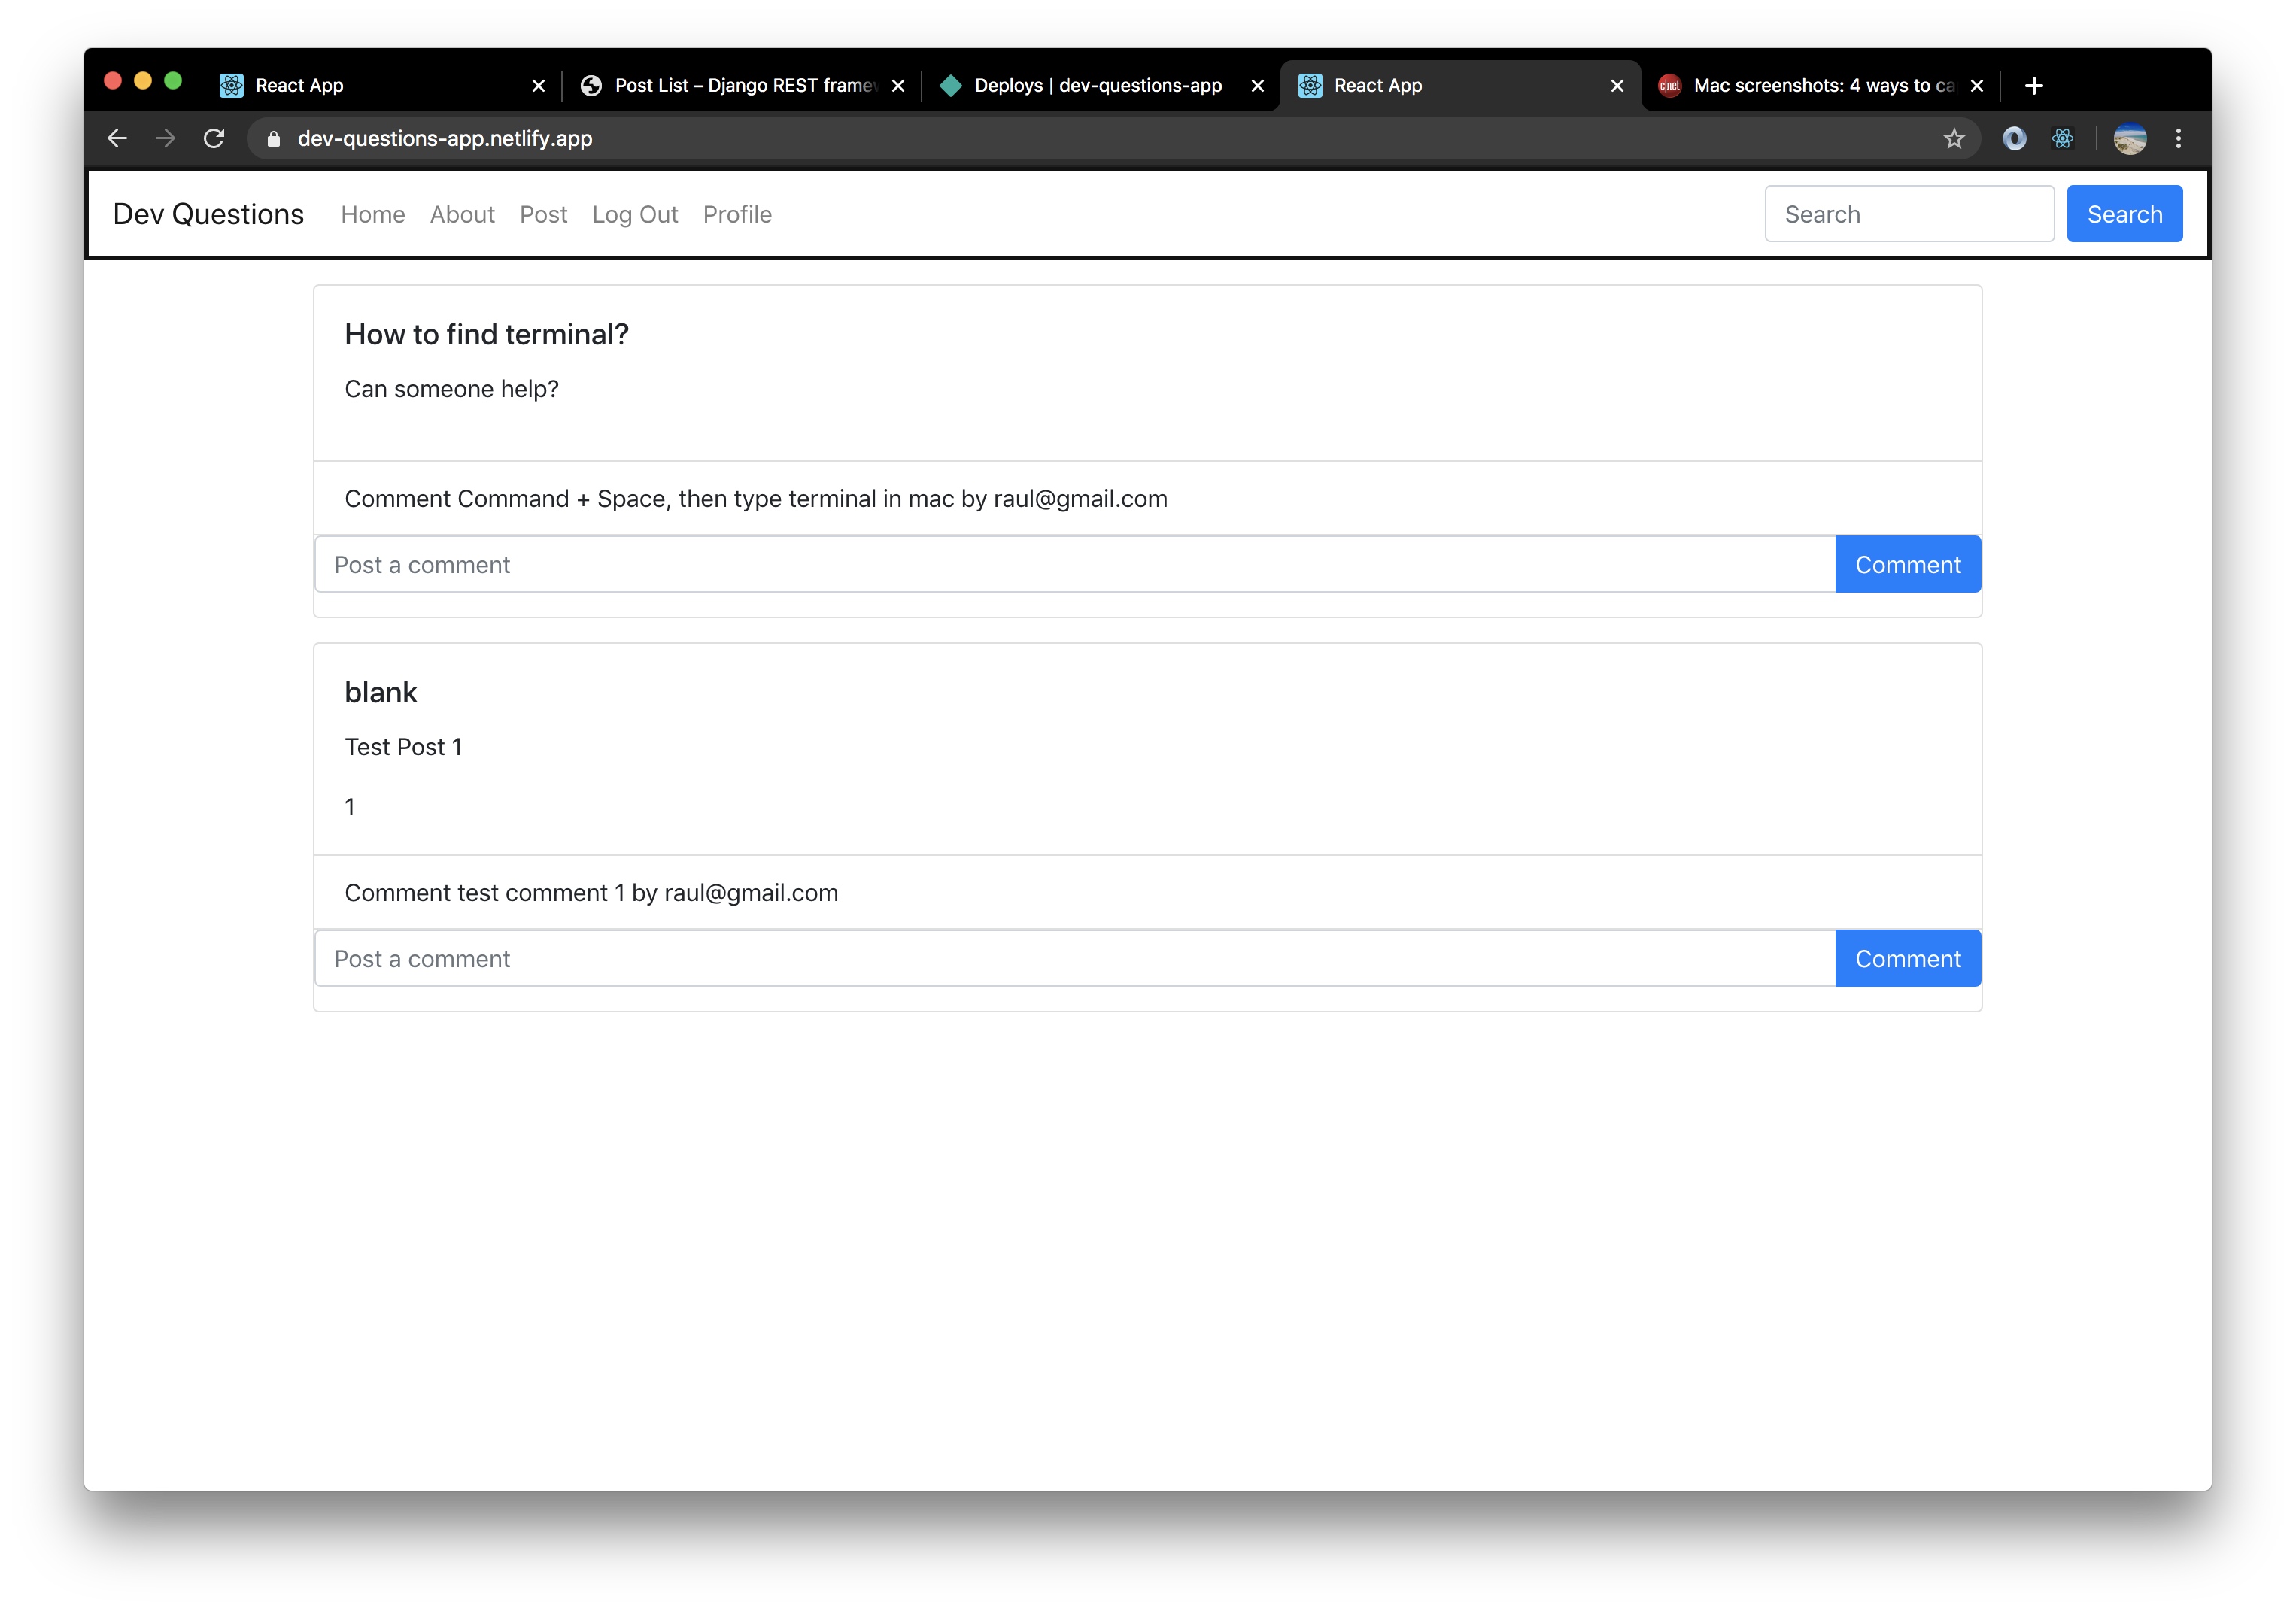 React App
Post List – Django REST framew
Deploys | dev-questions-app
React App
cnet
Mac screenshots: 4 ways to ca
dev-questions-app.netlify.app
Dev Questions Home About Post Log Out Profile Search Search
How to find terminal?
Can someone help?
Comment Command + Space, then type terminal in mac by raul@gmail.com
Post a comment Comment
blank
Test Post 1
1
Comment test comment 1 by raul@gmail.com
Post a comment Comment